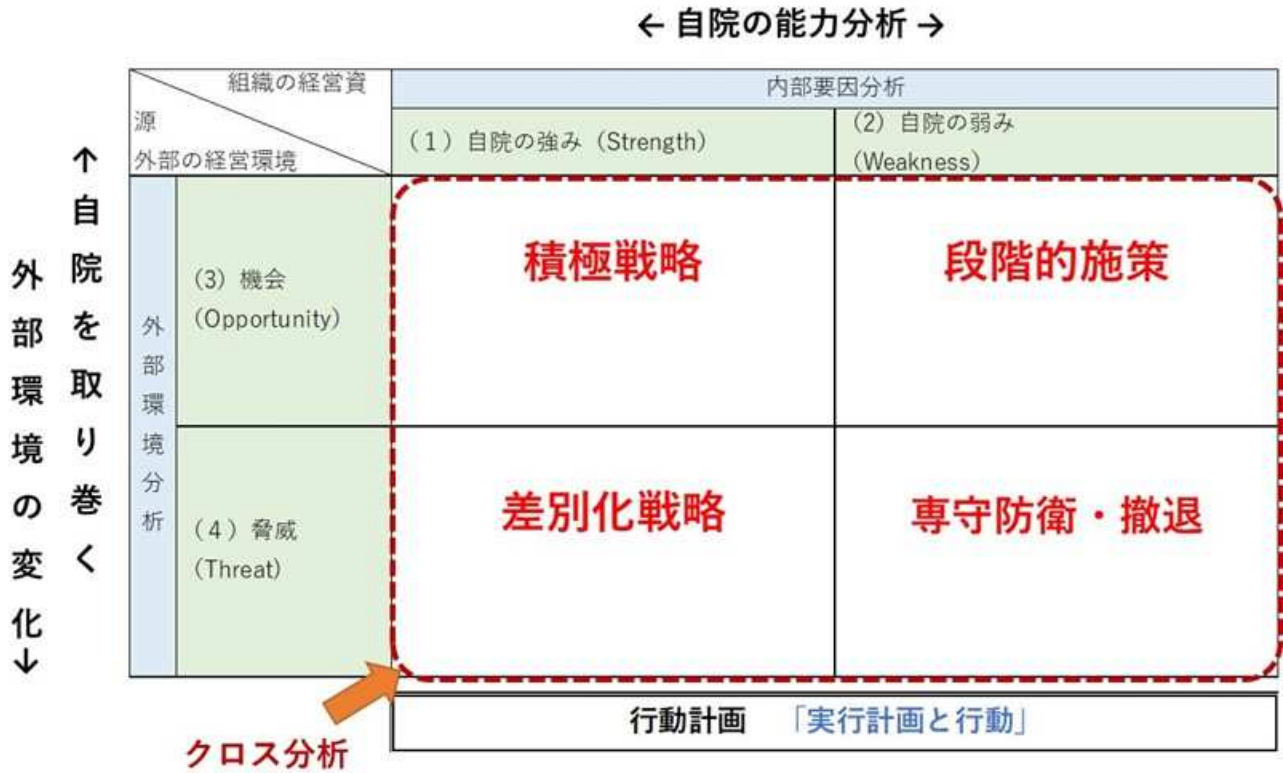 ← 自院の能力分析 →
組織の経営資
源
外部の経営環境
内部要因分析
(1) 自院の強み (Strength)
(2) 自院の弱み
(Weakness)
↑自院を取り巻く
外部環境の変化↓
外部環境分析
(3) 機会
(Opportunity)
積極戦略
段階的施策
(4) 脅威
(Threat)
差別化戦略
専守防衛・撤退
行動計画 「実行計画と行動」
クロス分析